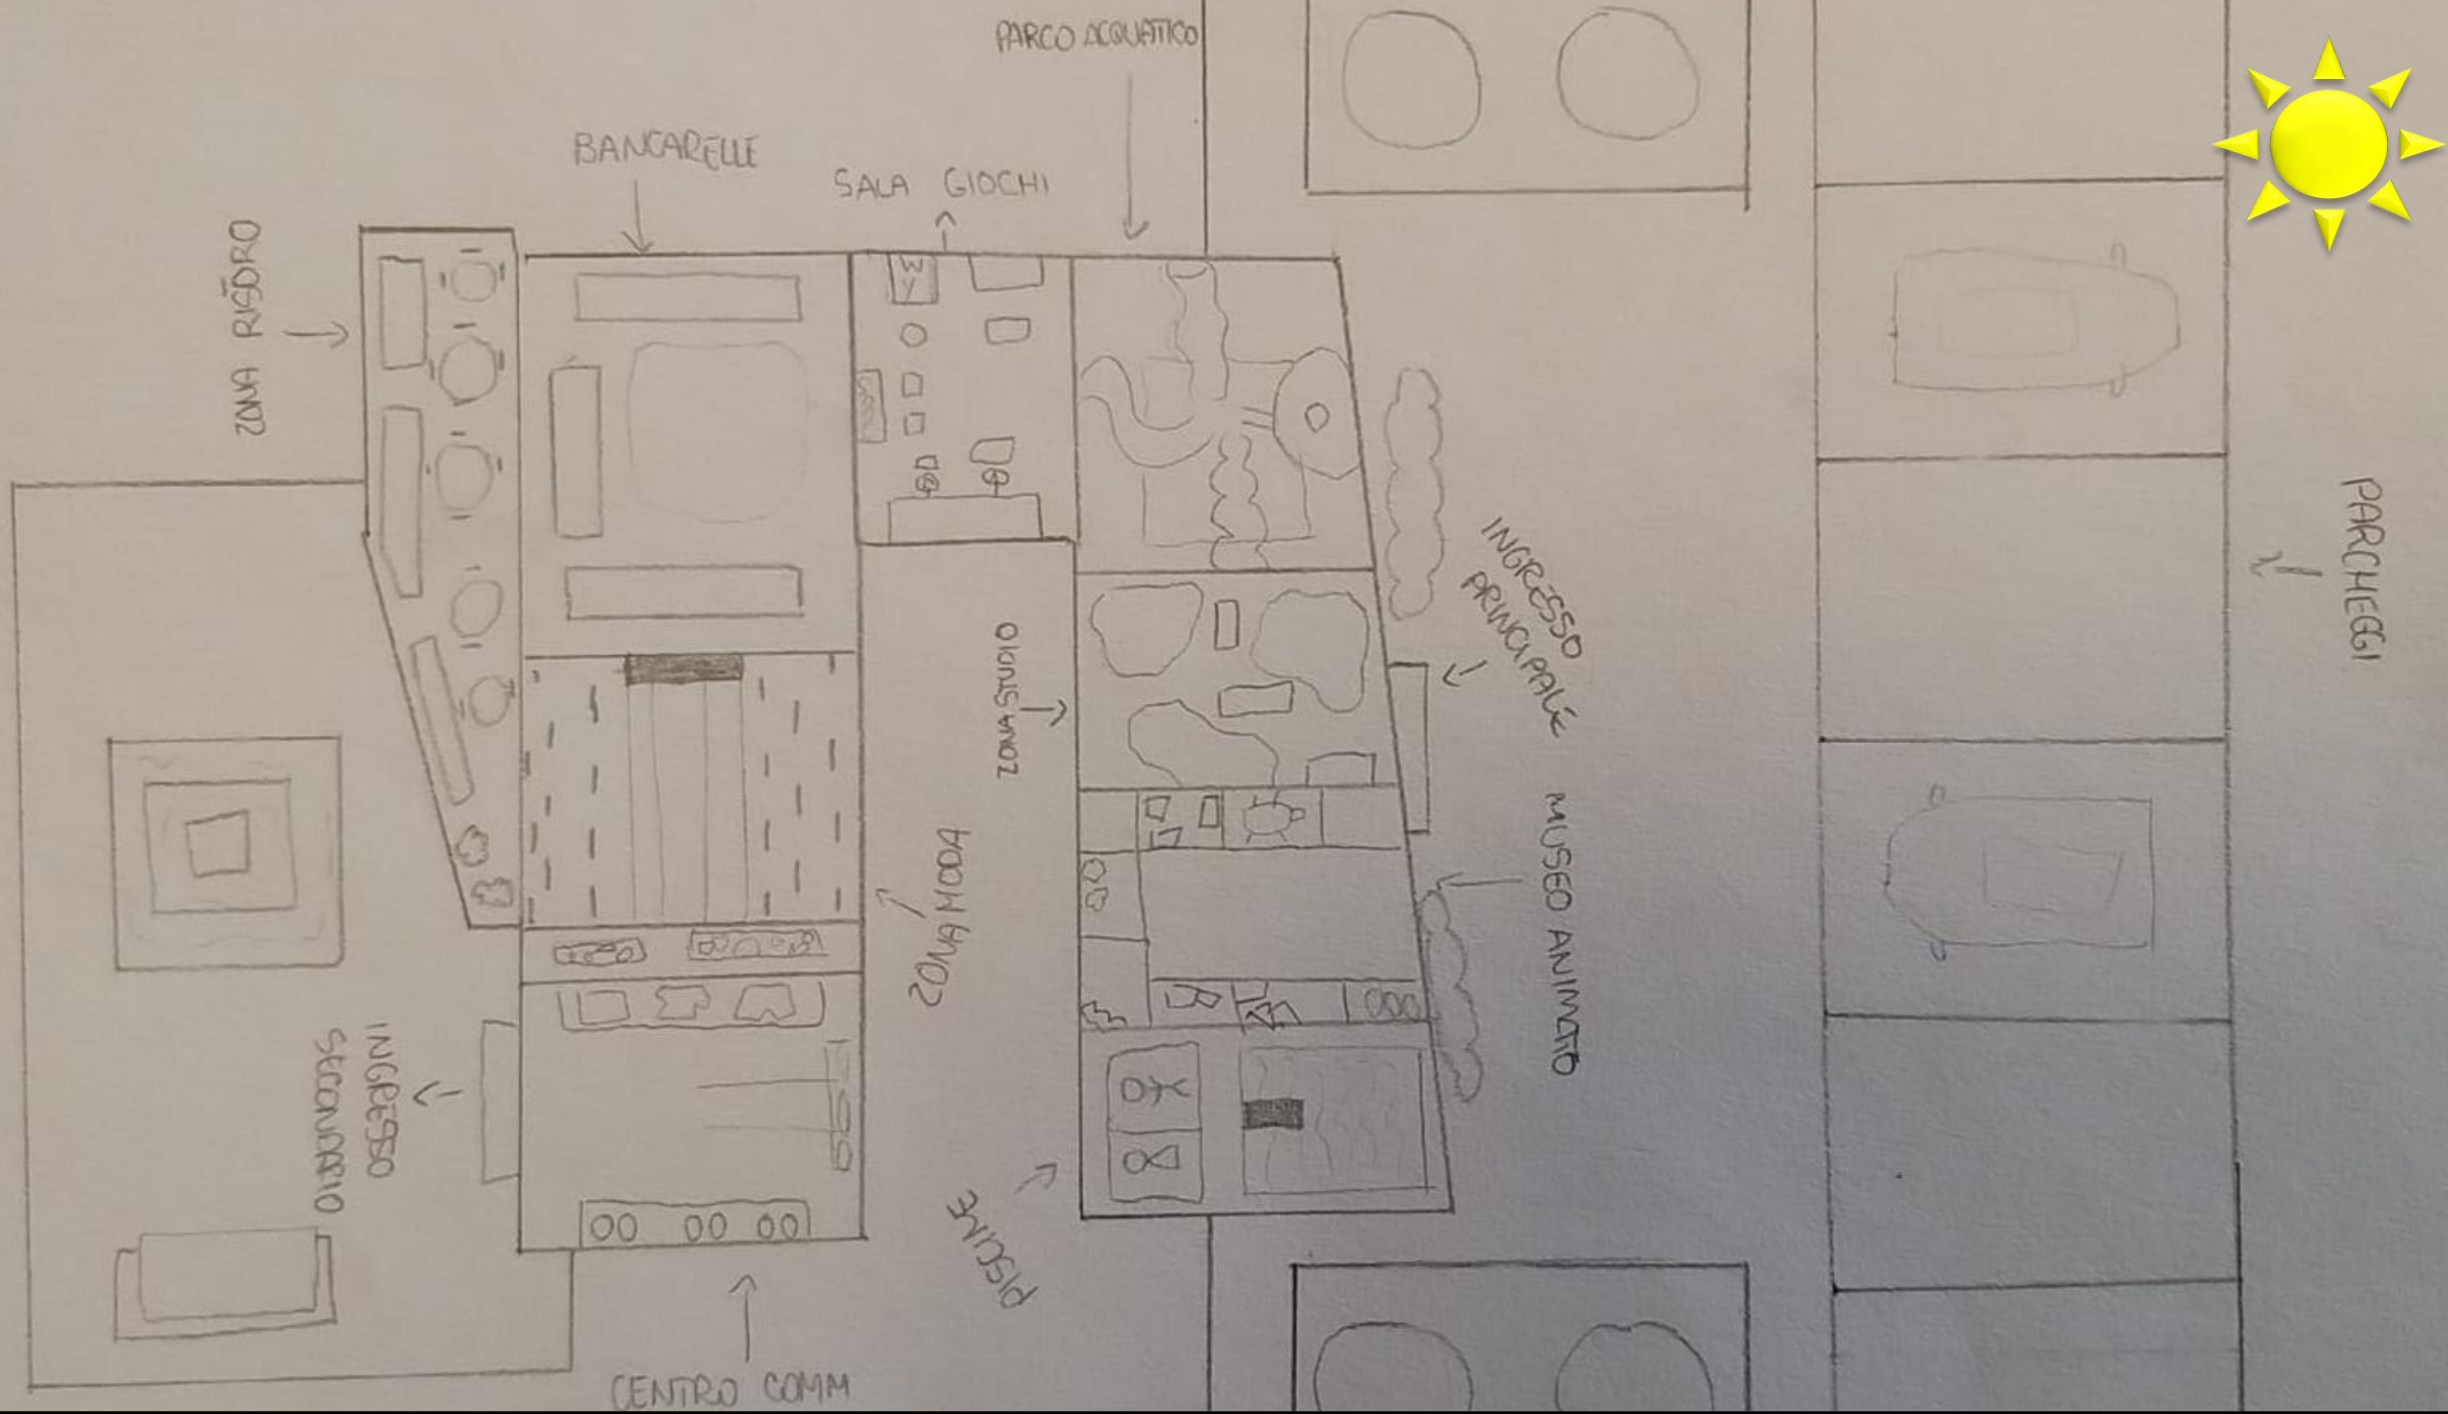 PARCO ACQUATICO
BANCARELLE
SALA GIOCHI
ZONA RISORO
PARCHEGGI
INGRESSO
PRINCIPALE
ZONA STUDIO
MUSEO ANIMATO
ZONA MODA
INGRESSO
SECONDARIO
PISCINE
CENTRO COMM